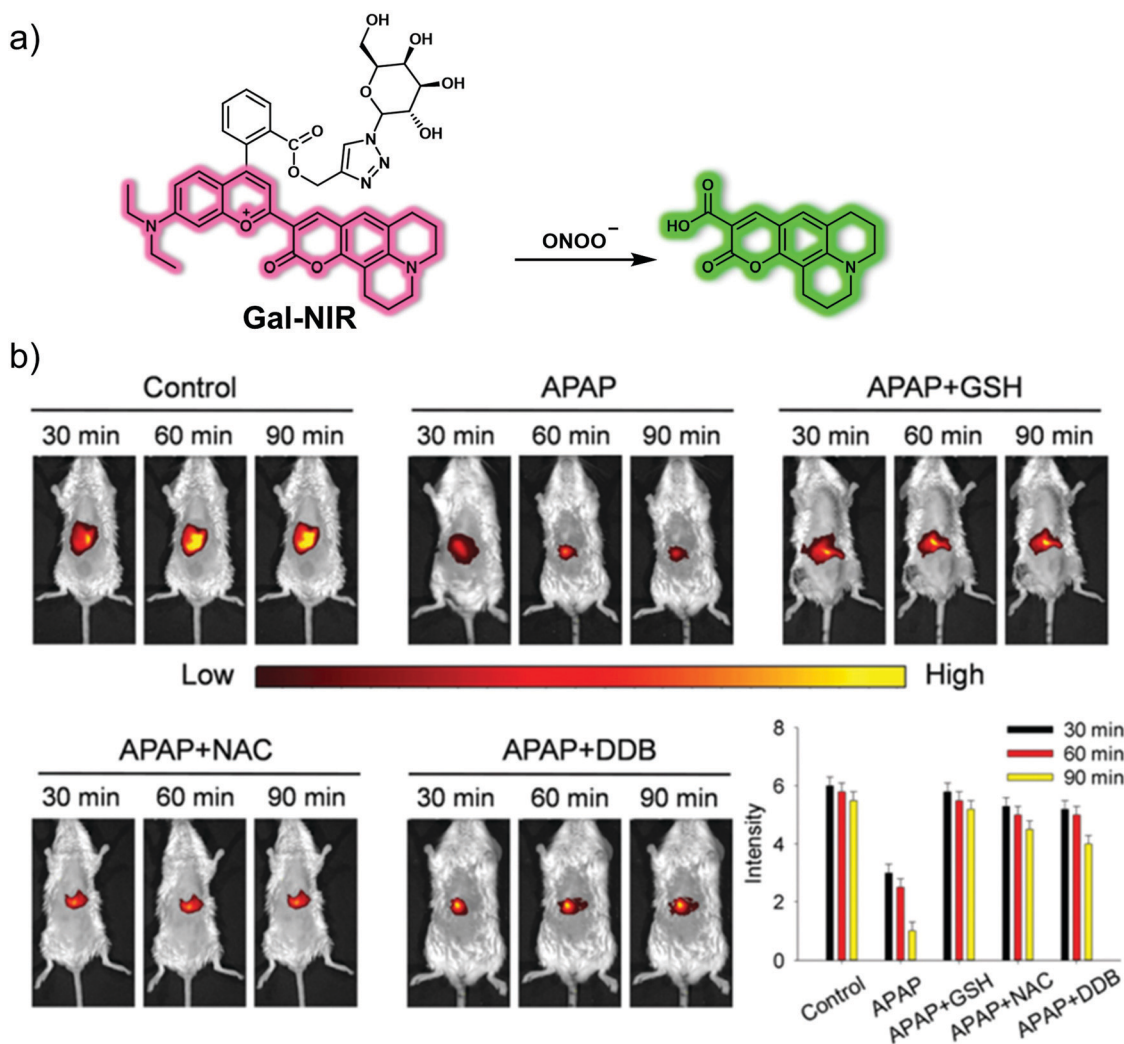 a)
OH
OH
O
OH
OH
N
N
N
C
O
O
N
O
+
O
O
N
Gal-NIR
ONOO⁻
O
HO
O
O
N
b)
Control
30 min 60 min 90 min
APAP
30 min 60 min 90 min
APAP+GSH
30 min 60 min 90 min
Low
High
APAP+NAC
30 min 60 min 90 min
APAP+DDB
30 min 60 min 90 min
8
6
4
2
0
Intensity
30 min
60 min
90 min
Control
APAP
APAP+GSH
APAP+NAC
APAP+DDB